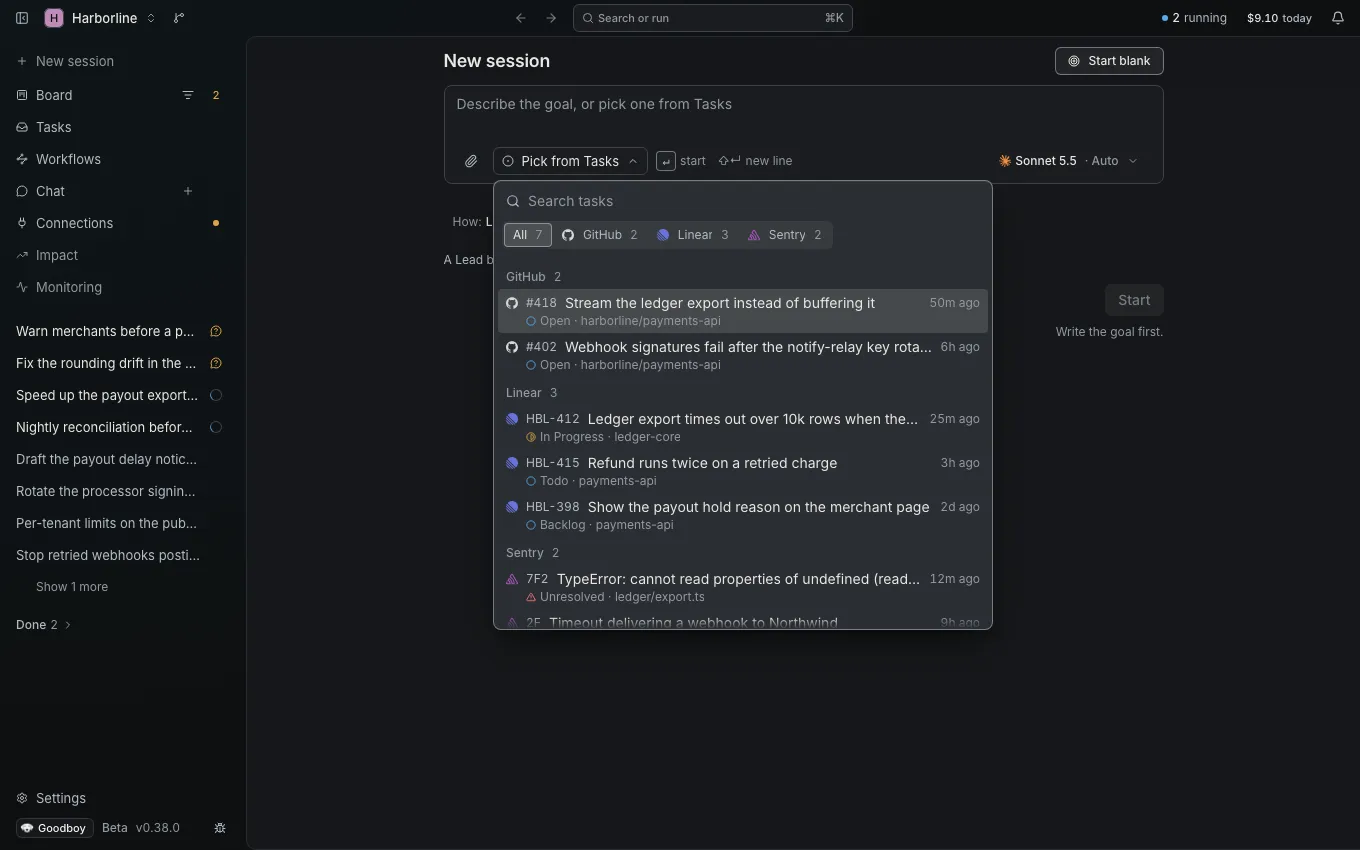 H Harborline
Search or run ⌘K
2 running $9.10 today
New session
Board 2
Tasks
Workflows
Chat
Connections
Impact
Monitoring
Warn merchants before a p...
Fix the rounding drift in the ...
Speed up the payout export...
Nightly reconciliation befor...
Draft the payout delay notic...
Rotate the processor signin...
Per-tenant limits on the pub...
Stop retried webhooks posti...
Show 1 more
Done 2
Settings
Goodboy Beta v0.38.0
New session
Start blank
Describe the goal, or pick one from Tasks
Pick from Tasks start new line Sonnet 5.5 · Auto
How: L
A Lead b
Start
Write the goal first.
Search tasks
All 7 GitHub 2 Linear 3 Sentry 2
GitHub 2
#418 Stream the ledger export instead of buffering it 50m ago
Open · harborline/payments-api
#402 Webhook signatures fail after the notify-relay key rota... 6h ago
Open · harborline/payments-api
Linear 3
HBL-412 Ledger export times out over 10k rows when the... 25m ago
In Progress · ledger-core
HBL-415 Refund runs twice on a retried charge 3h ago
Todo · payments-api
HBL-398 Show the payout hold reason on the merchant page 2d ago
Backlog · payments-api
Sentry 2
7F2 TypeError: cannot read properties of undefined (read... 12m ago
Unresolved · ledger/export.ts
Timeout delivering a webhook to Northwind 9h ago